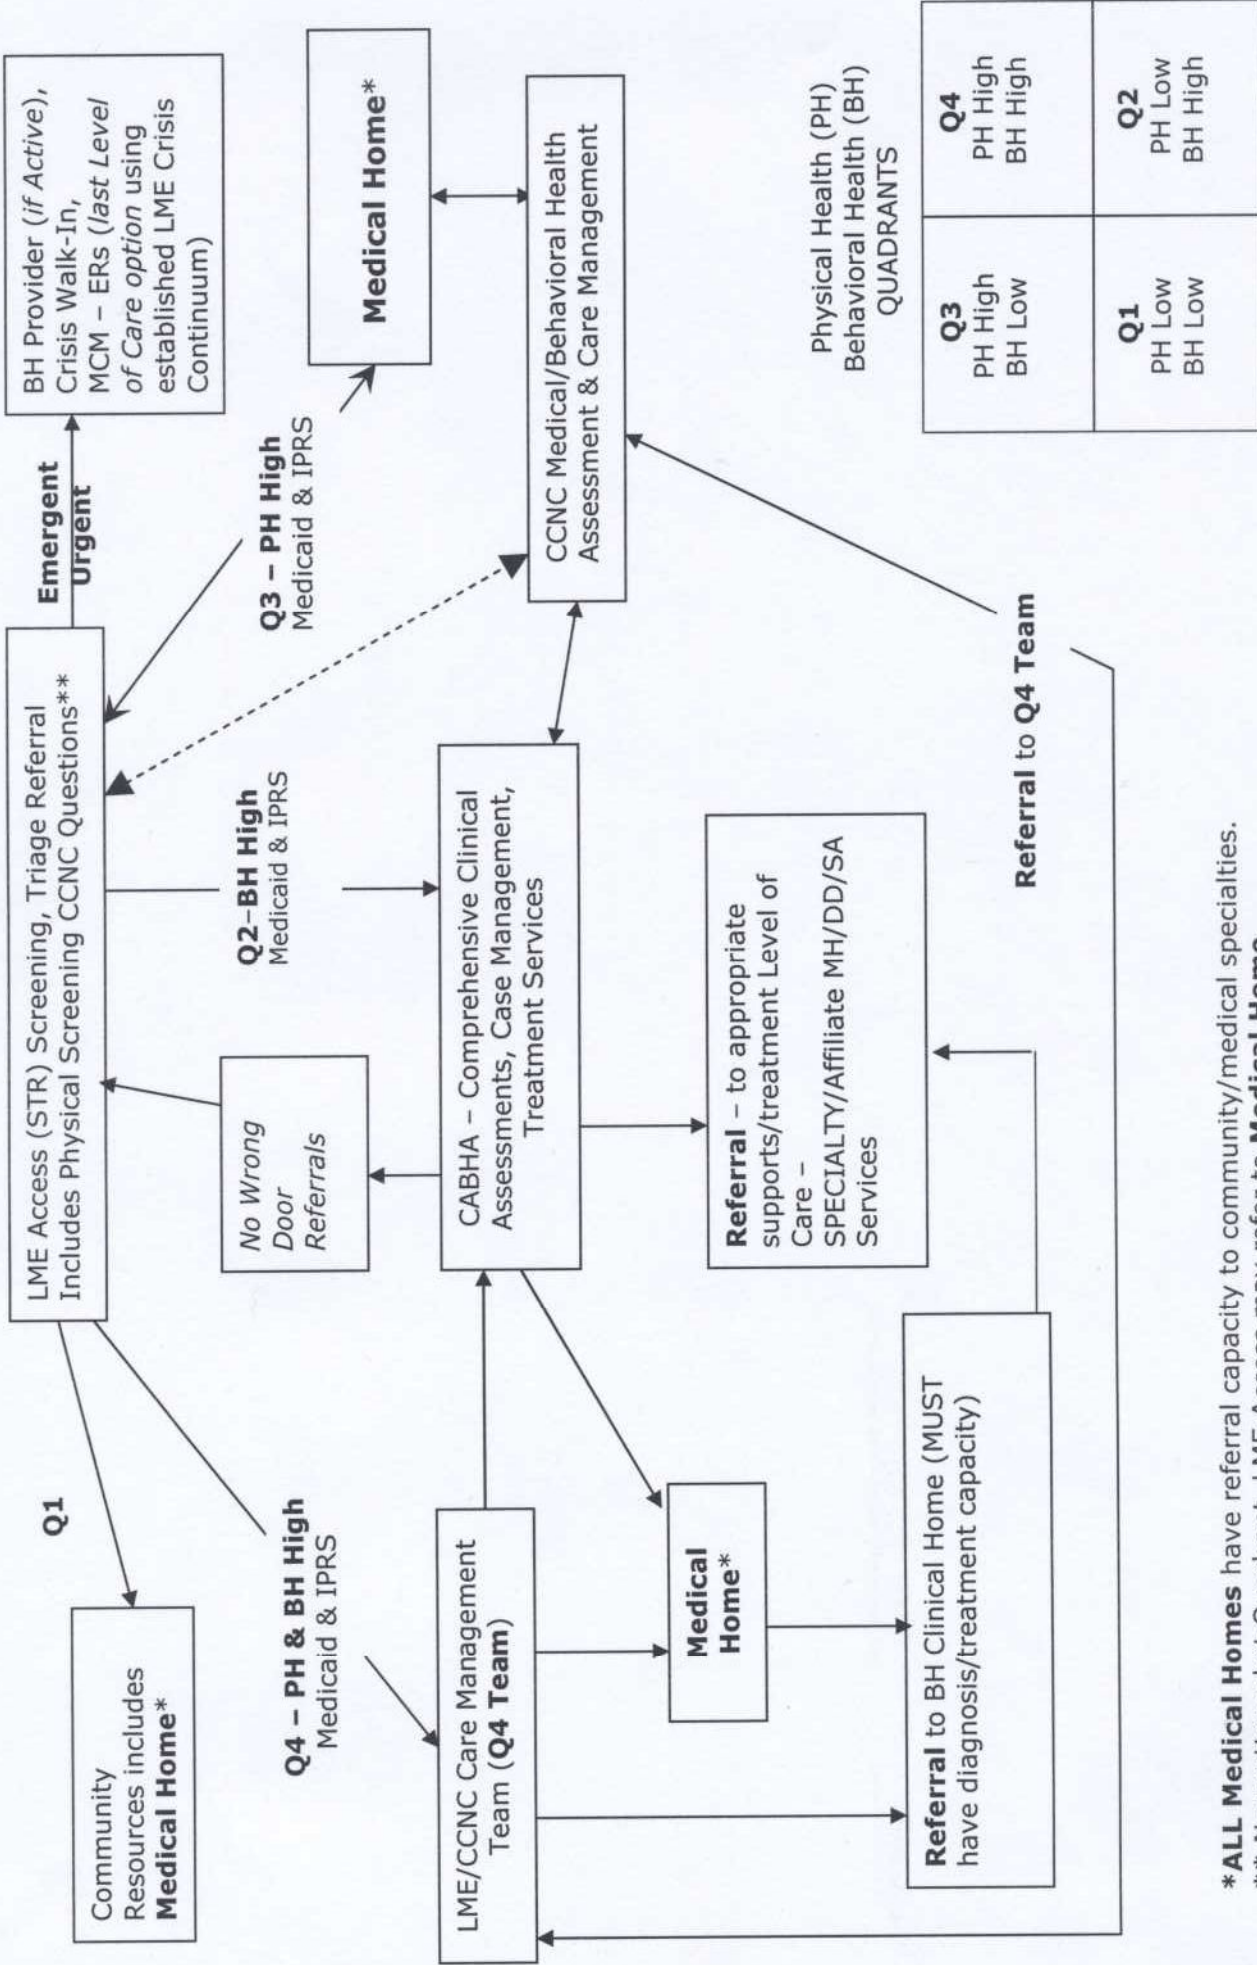 LME Access (STR) Screening, Triage Referral
Includes Physical Screening CCNC Questions**
Emergent
Urgent
BH Provider (if Active),
Crisis Walk-In,
MCM – ERs (last Level
of Care option using
established LME Crisis
Continuum)
Q1
Community
Resources includes
Medical Home*
Q4 – PH & BH High
Medicaid & IPRS
No Wrong
Door
Referrals
Q2–BH High
Medicaid & IPRS
Q3 – PH High
Medicaid & IPRS
Medical Home*
LME/CCNC Care Management
Team (Q4 Team)
CABHA – Comprehensive Clinical
Assessments, Case Management,
Treatment Services
CCNC Medical/Behavioral Health
Assessment & Care Management
Medical
Home*
Referral – to appropriate
supports/treatment Level of
Care –
SPECIALTY/Affiliate MH/DD/SA
Services
Referral to BH Clinical Home (MUST
have diagnosis/treatment capacity)
Referral to Q4 Team
Physical Health (PH)
Behavioral Health (BH)
QUADRANTS
Q3
PH High
BH Low
Q4
PH High
BH High
Q1
PH Low
BH Low
Q2
PH Low
BH High
*ALL Medical Homes have referral capacity to community/medical specialties.
LME Access may refer to Medical Home